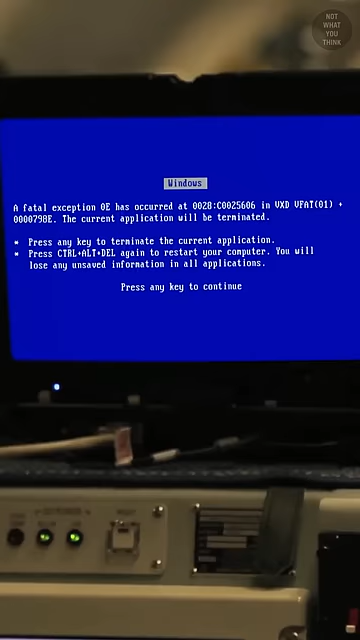 NOT
WHAT
YOU
THINK
Windows
A fatal exception 0E has occurred at 0028:C0025606 in VXD VFAT(01) +
0000798E. The current application will be terminated.
* Press any key to terminate the current application.
* Press CTRL+ALT+DEL again to restart your computer. You will
lose any unsaved information in all applications.
Press any key to continue